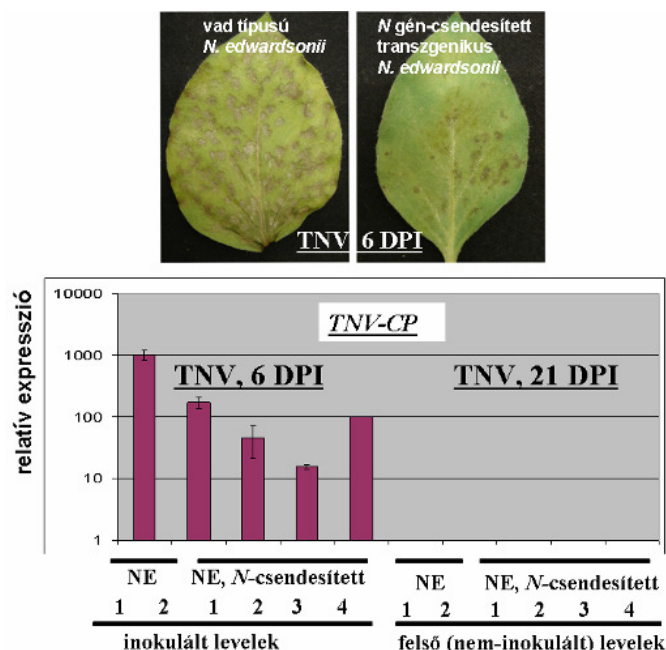 vad típusú
N. edwardsonii
N gén-csendesített
transzgenikus
N. edwardsonii
TNV 6 DPI
relatív expresszió
10000
1000
100
10
1
TNV-CP
TNV, 6 DPI
TNV, 21 DPI
NE
NE, N-csendesített
NE
NE, N-csendesített
1 2 1 2 3 4 1 2 1 2 3 4
inokulált levelek
felső (nem-inokulált) levelek